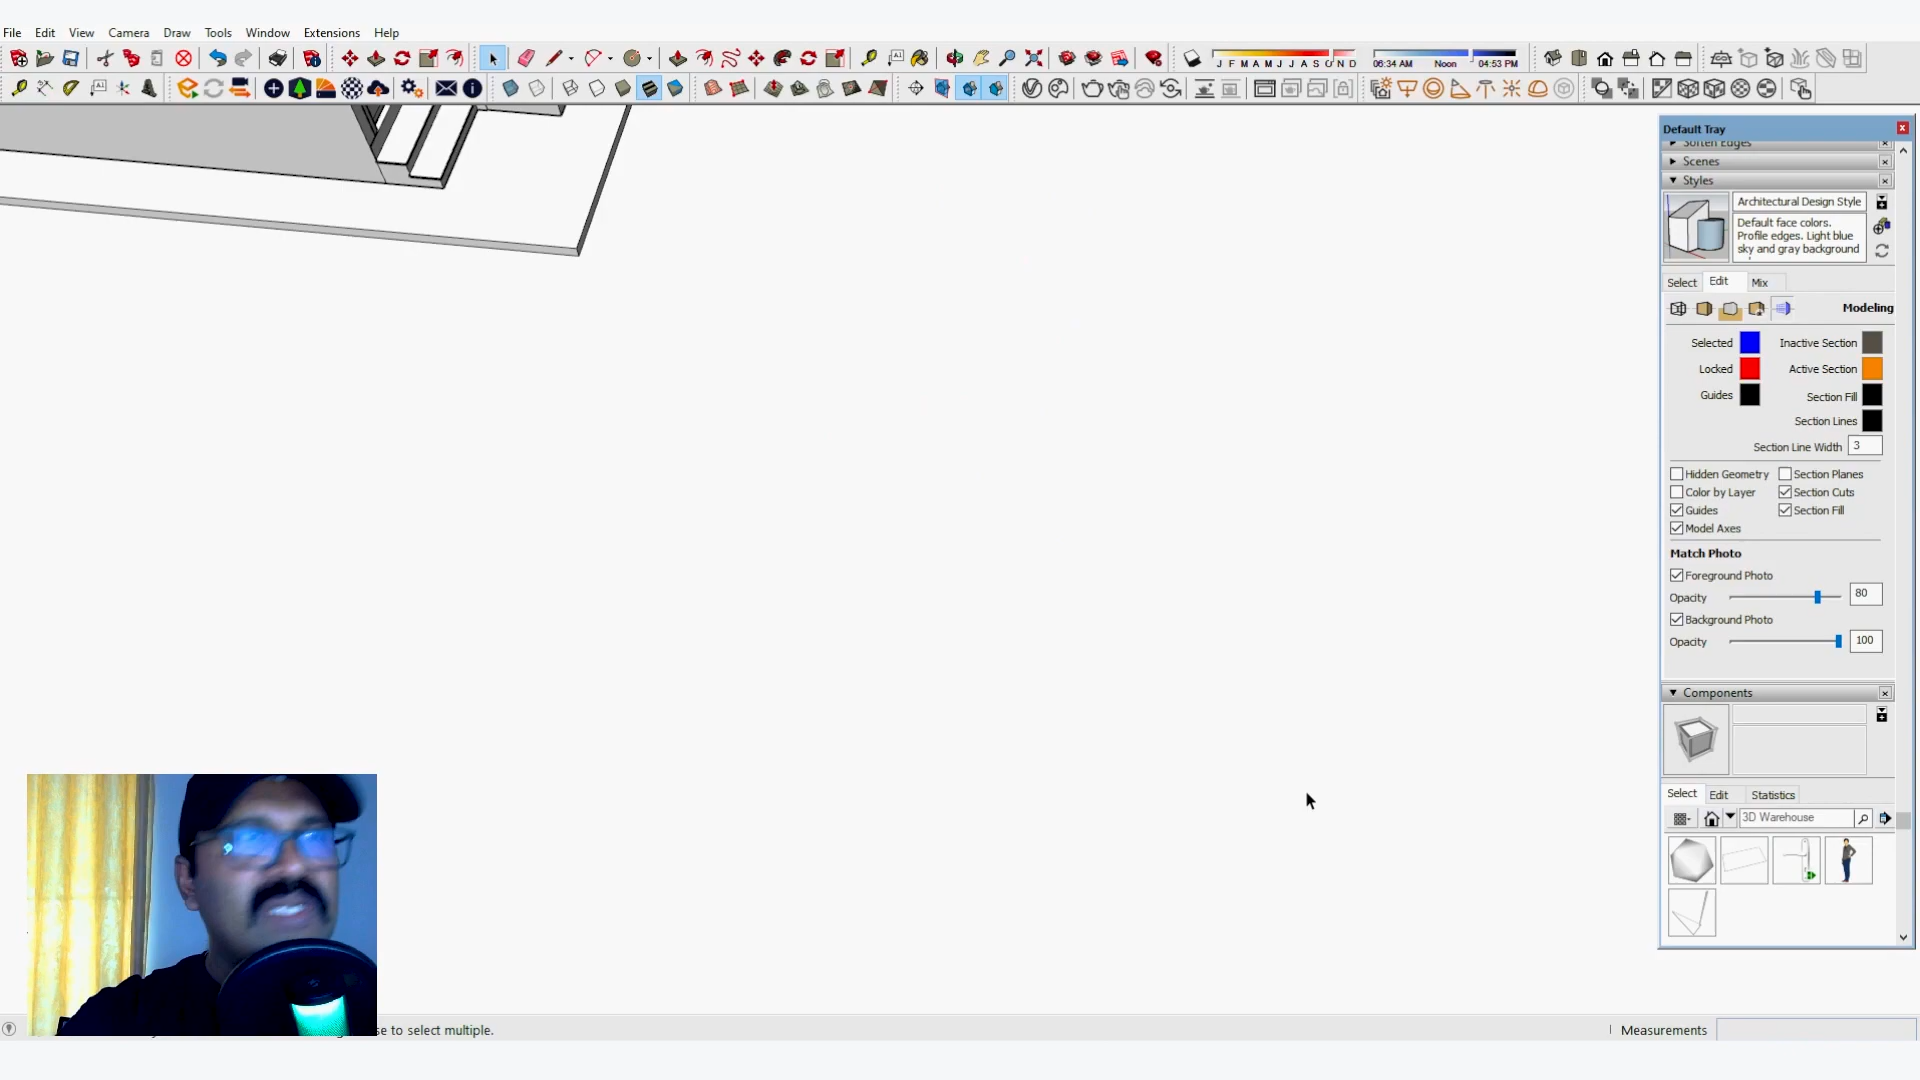 File Edit View Camera Draw Tools Window Extensions Help
J F M A M J J A S O N D
06:34 AM Noon 04:53 PM
Default Tray
Soften Edges
Scenes
Styles
Architectural Design Style
Default face colors.
Profile edges. Light blue
sky and gray background
Select Edit Mix
Modeling
Selected Inactive Section
Locked Active Section
Guides Section Fill
Section Lines
Section Line Width 3
Hidden Geometry Section Planes
Color by Layer Section Cuts
Guides Section Fill
Model Axes
Match Photo
Foreground Photo
Opacity 80
Background Photo
Opacity 100
Components
Select Edit Statistics
3D Warehouse
se to select multiple.
Measurements